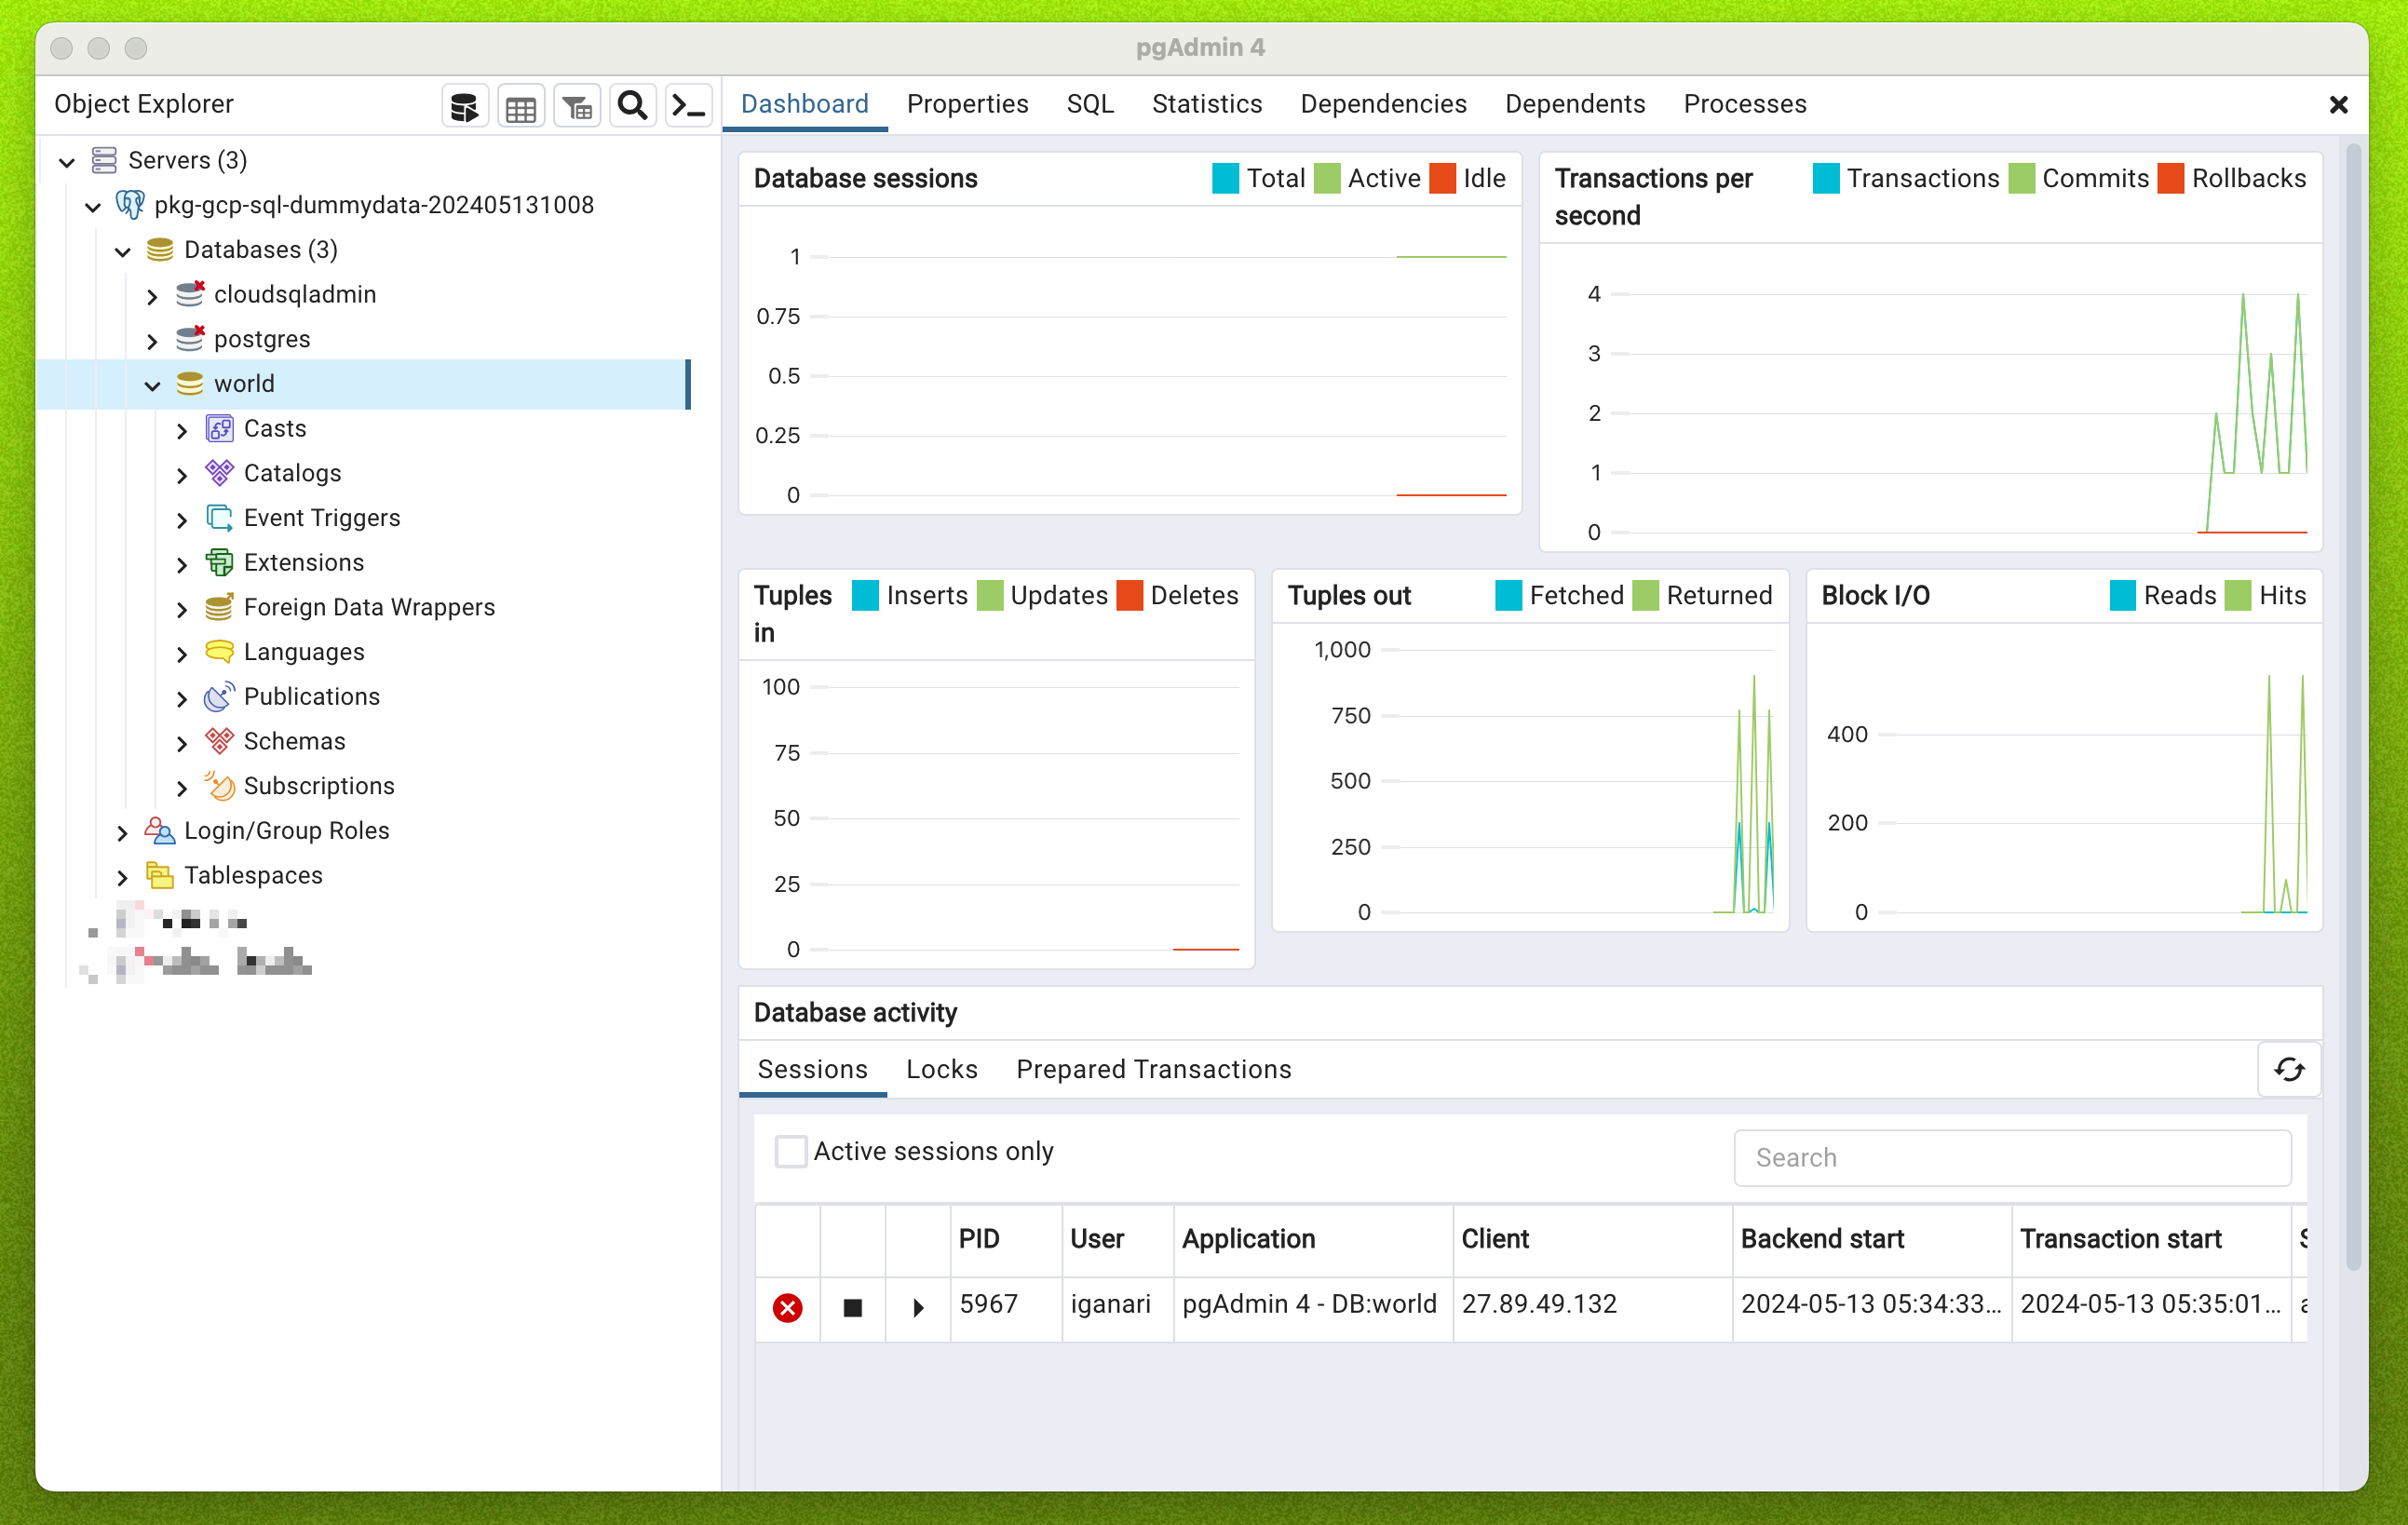 pgAdmin 4
Object Explorer
Servers (3)
pkg-gcp-sql-dummydata-202405131008
Databases (3)
cloudsqladmin
postgres
world
Casts
Catalogs
Event Triggers
Extensions
Foreign Data Wrappers
Languages
Publications
Schemas
Subscriptions
Login/Group Roles
Tablespaces
Dashboard Properties SQL Statistics Dependencies Dependents Processes
Database sessions Total Active Idle
1
0.75
0.5
0.25
0
Transactions per second Transactions Commits Rollbacks
4
3
2
1
0
Tuples in Inserts Updates Deletes
100
75
50
25
0
Tuples out Fetched Returned
1,000
750
500
250
0
Block I/O Reads Hits
400
200
0
Database activity
Sessions Locks Prepared Transactions
Active sessions only Search
PID User Application Client Backend start Transaction start
5967 iganari pgAdmin 4 - DB:world 27.89.49.132 2024-05-13 05:34:33... 2024-05-13 05:35:01...